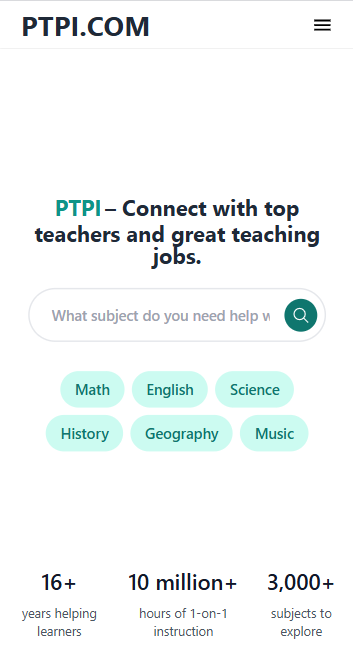 PTPI.COM
PTPI – Connect with top
teachers and great teaching
jobs.
What subject do you need help w
Math English Science
History Geography Music
16+ 10 million+ 3,000+
years helping hours of 1-on-1 subjects to
learners instruction explore